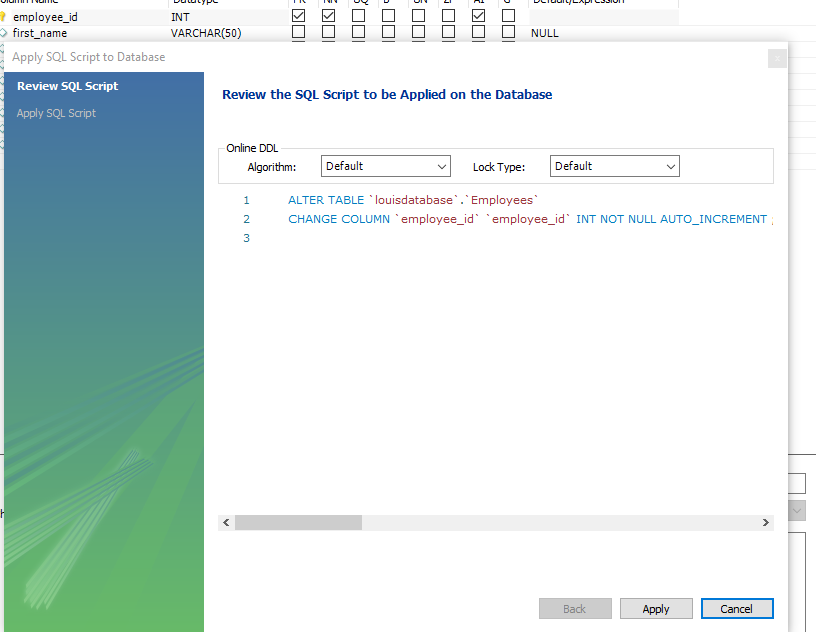 Column Name Datatype PK NN UQ B UN ZF AI G Default/Expression
employee_id INT
first_name VARCHAR(50) NULL
Apply SQL Script to Database
Review SQL Script
Apply SQL Script
Review the SQL Script to be Applied on the Database
Online DDL
Algorithm: Default Lock Type: Default
1 ALTER TABLE `louisdatabase`.`Employees`
2 CHANGE COLUMN `employee_id` `employee_id` INT NOT NULL AUTO_INCREMENT ;
3
Back Apply Cancel